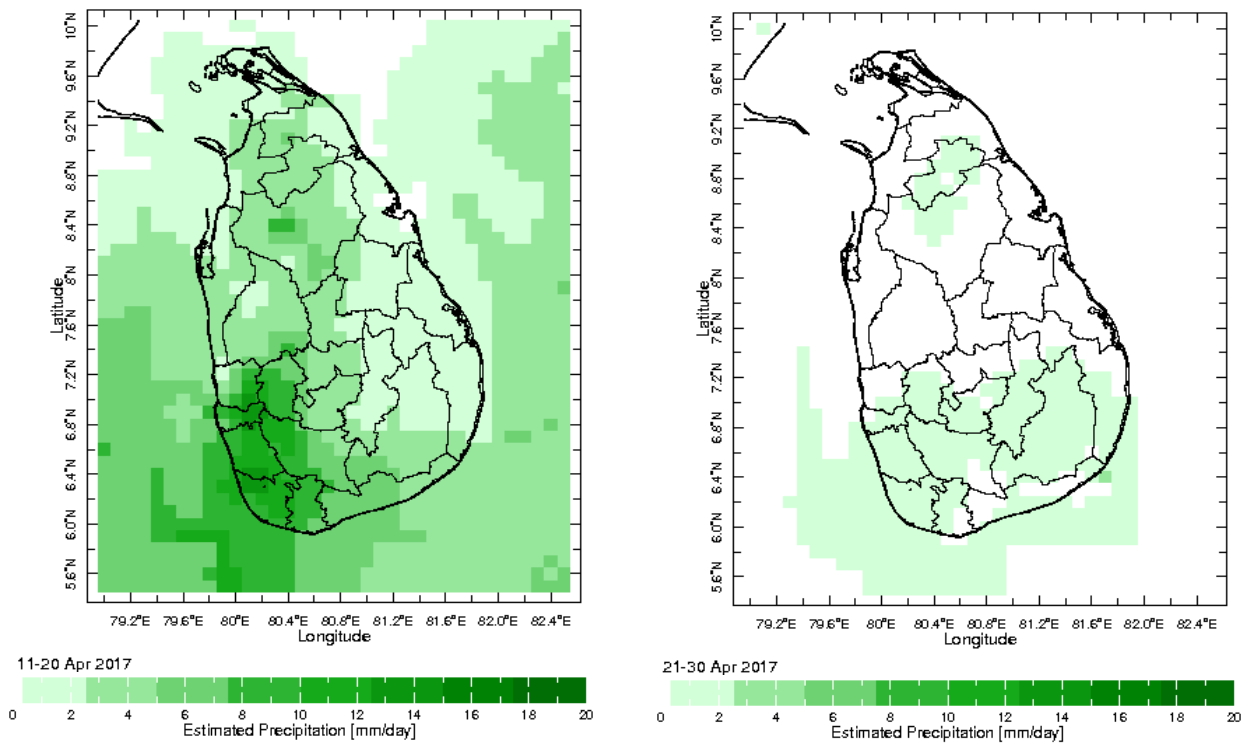 10°N
9.6°N
9.2°N
8.8°N
8.4°N
8°N
7.6°N
7.2°N
6.8°N
6.4°N
6.0°N
5.6°N
Latitude
79.2°E 79.6°E 80°E 80.4°E 80.8°E 81.2°E 81.6°E 82.0°E 82.4°E
Longitude
11-20 Apr 2017
0 2 4 6 8 10 12 14 16 18 20
Estimated Precipitation [mm/day]
10°N
9.6°N
9.2°N
8.8°N
8.4°N
8°N
7.6°N
7.2°N
6.8°N
6.4°N
6.0°N
5.6°N
Latitude
79.2°E 79.6°E 80°E 80.4°E 80.8°E 81.2°E 81.6°E 82.0°E 82.4°E
Longitude
21-30 Apr 2017
0 2 4 6 8 10 12 14 16 18 20
Estimated Precipitation [mm/day]